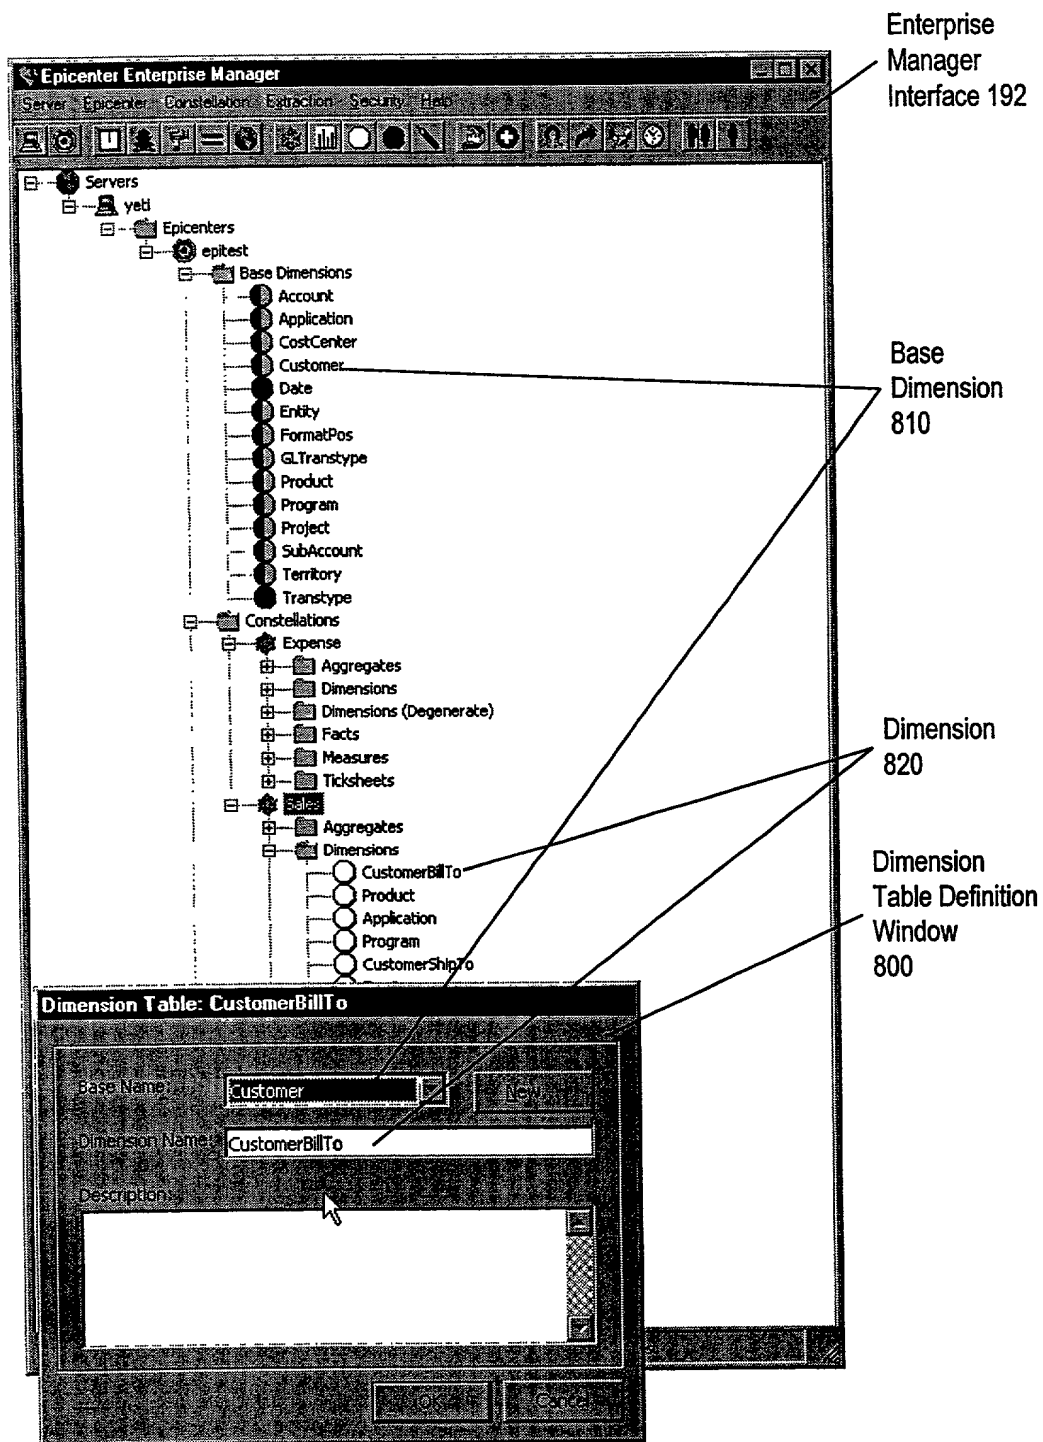 Enterprise
Manager
Interface 192
Epicenter Enterprise Manager
Server Epicenter Constellation Extraction Security Help
Servers
yeti
Epicenters
epitest
Base Dimensions
Account
Application
CostCenter
Customer
Date
Entity
FormatPos
GLTranstype
Product
Program
Project
SubAccount
Territory
Transtype
Constellations
Expense
Aggregates
Dimensions
Dimensions (Degenerate)
Facts
Measures
Ticksheets
Sales
Aggregates
Dimensions
CustomerBillTo
Product
Application
Program
CustomerShipTo
Base
Dimension
810
Dimension
820
Dimension
Table Definition
Window
800
Dimension Table: CustomerBillTo
Base Name:
Customer
New
Dimension Name:
CustomerBillTo
Description:
OK
Cancel